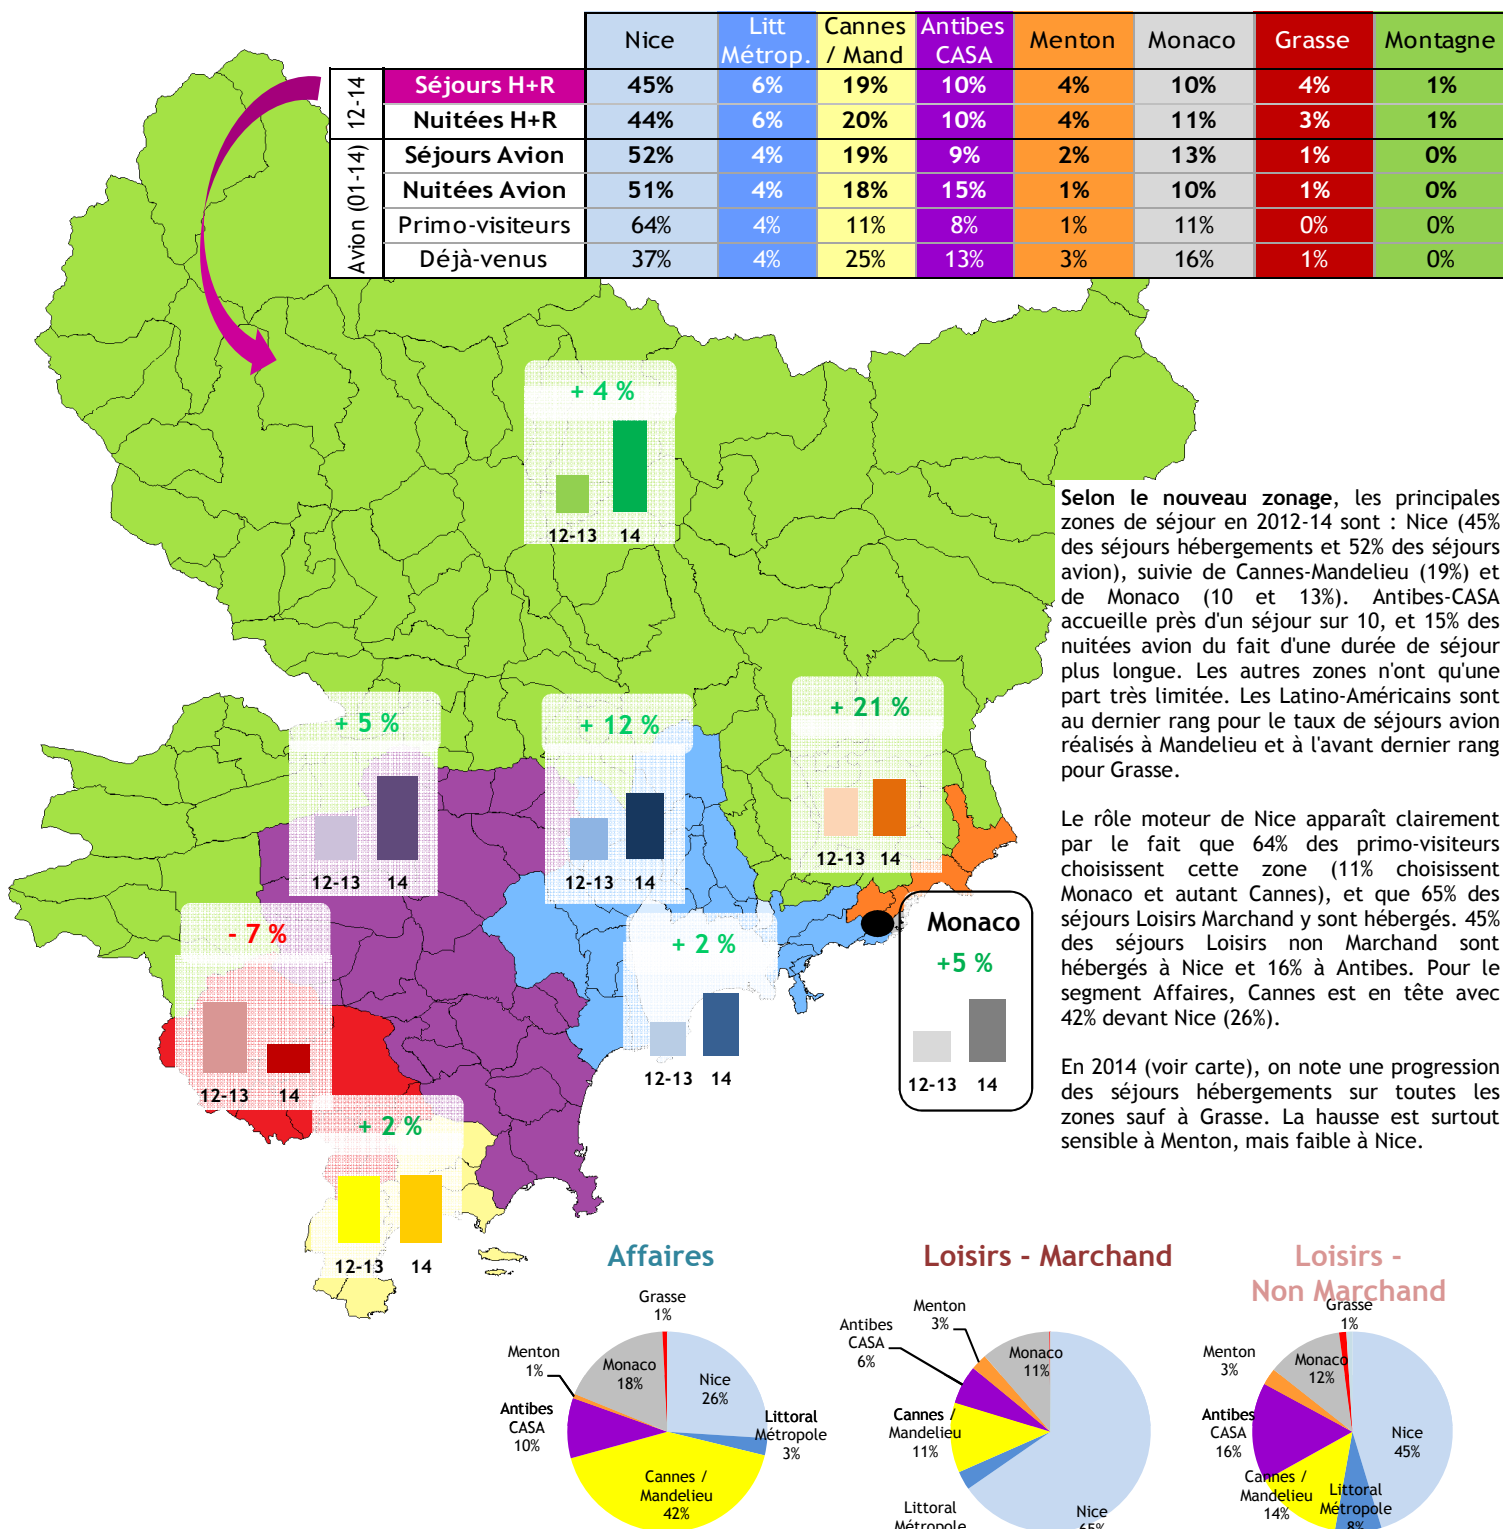 Nice Litt Métrop. Cannes / Mand Antibes CASA Menton Monaco Grasse Montagne
12-14
Séjours H+R 45% 6% 19% 10% 4% 10% 4% 1%
Nuitées H+R 44% 6% 20% 10% 4% 11% 3% 1%
Avion (01-14)
Séjours Avion 52% 4% 19% 9% 2% 13% 1% 0%
Nuitées Avion 51% 4% 18% 15% 1% 10% 1% 0%
Primo-visiteurs 64% 4% 11% 8% 1% 11% 0% 0%
Déjà-venus 37% 4% 25% 13% 3% 16% 1% 0%
+ 4 %
12-13 14
+ 5 %
12-13 14
+ 12 %
12-13 14
+ 21 %
12-13 14
- 7 %
12-13 14
+ 2 %
12-13 14
Monaco
+5 %
12-13 14
+ 2 %
12-13 14
Selon le nouveau zonage, les principales
zones de séjour en 2012-14 sont : Nice (45%
des séjours hébergements et 52% des séjours
avion), suivie de Cannes-Mandelieu (19%) et
de Monaco (10 et 13%). Antibes-CASA
accueille près d'un séjour sur 10, et 15% des
nuitées avion du fait d'une durée de séjour
plus longue. Les autres zones n'ont qu'une
part très limitée. Les Latino-Américains sont
au dernier rang pour le taux de séjours avion
réalisés à Mandelieu et à l'avant dernier rang
pour Grasse.
Le rôle moteur de Nice apparaît clairement
par le fait que 64% des primo-visiteurs
choisissent cette zone (11% choisissent
Monaco et autant Cannes), et que 65% des
séjours Loisirs Marchand y sont hébergés. 45%
des séjours Loisirs non Marchand sont
hébergés à Nice et 16% à Antibes. Pour le
segment Affaires, Cannes est en tête avec
42% devant Nice (26%).
En 2014 (voir carte), on note une progression
des séjours hébergements sur toutes les
zones sauf à Grasse. La hausse est surtout
sensible à Menton, mais faible à Nice.
Affaires
Grasse
1%
Menton
1%
Monaco
18%
Nice
26%
Antibes
CASA
10%
Littoral
Métropole
3%
Cannes /
Mandelieu
42%
Loisirs - Marchand
Menton
3%
Antibes
CASA
6%
Monaco
11%
Cannes /
Mandelieu
11%
Littoral
Métropole
Nice
65%
Loisirs -
Non Marchand
Grasse
1%
Menton
3%
Monaco
12%
Antibes
CASA
16%
Nice
45%
Cannes /
Mandelieu
14%
Littoral
Métropole
8%